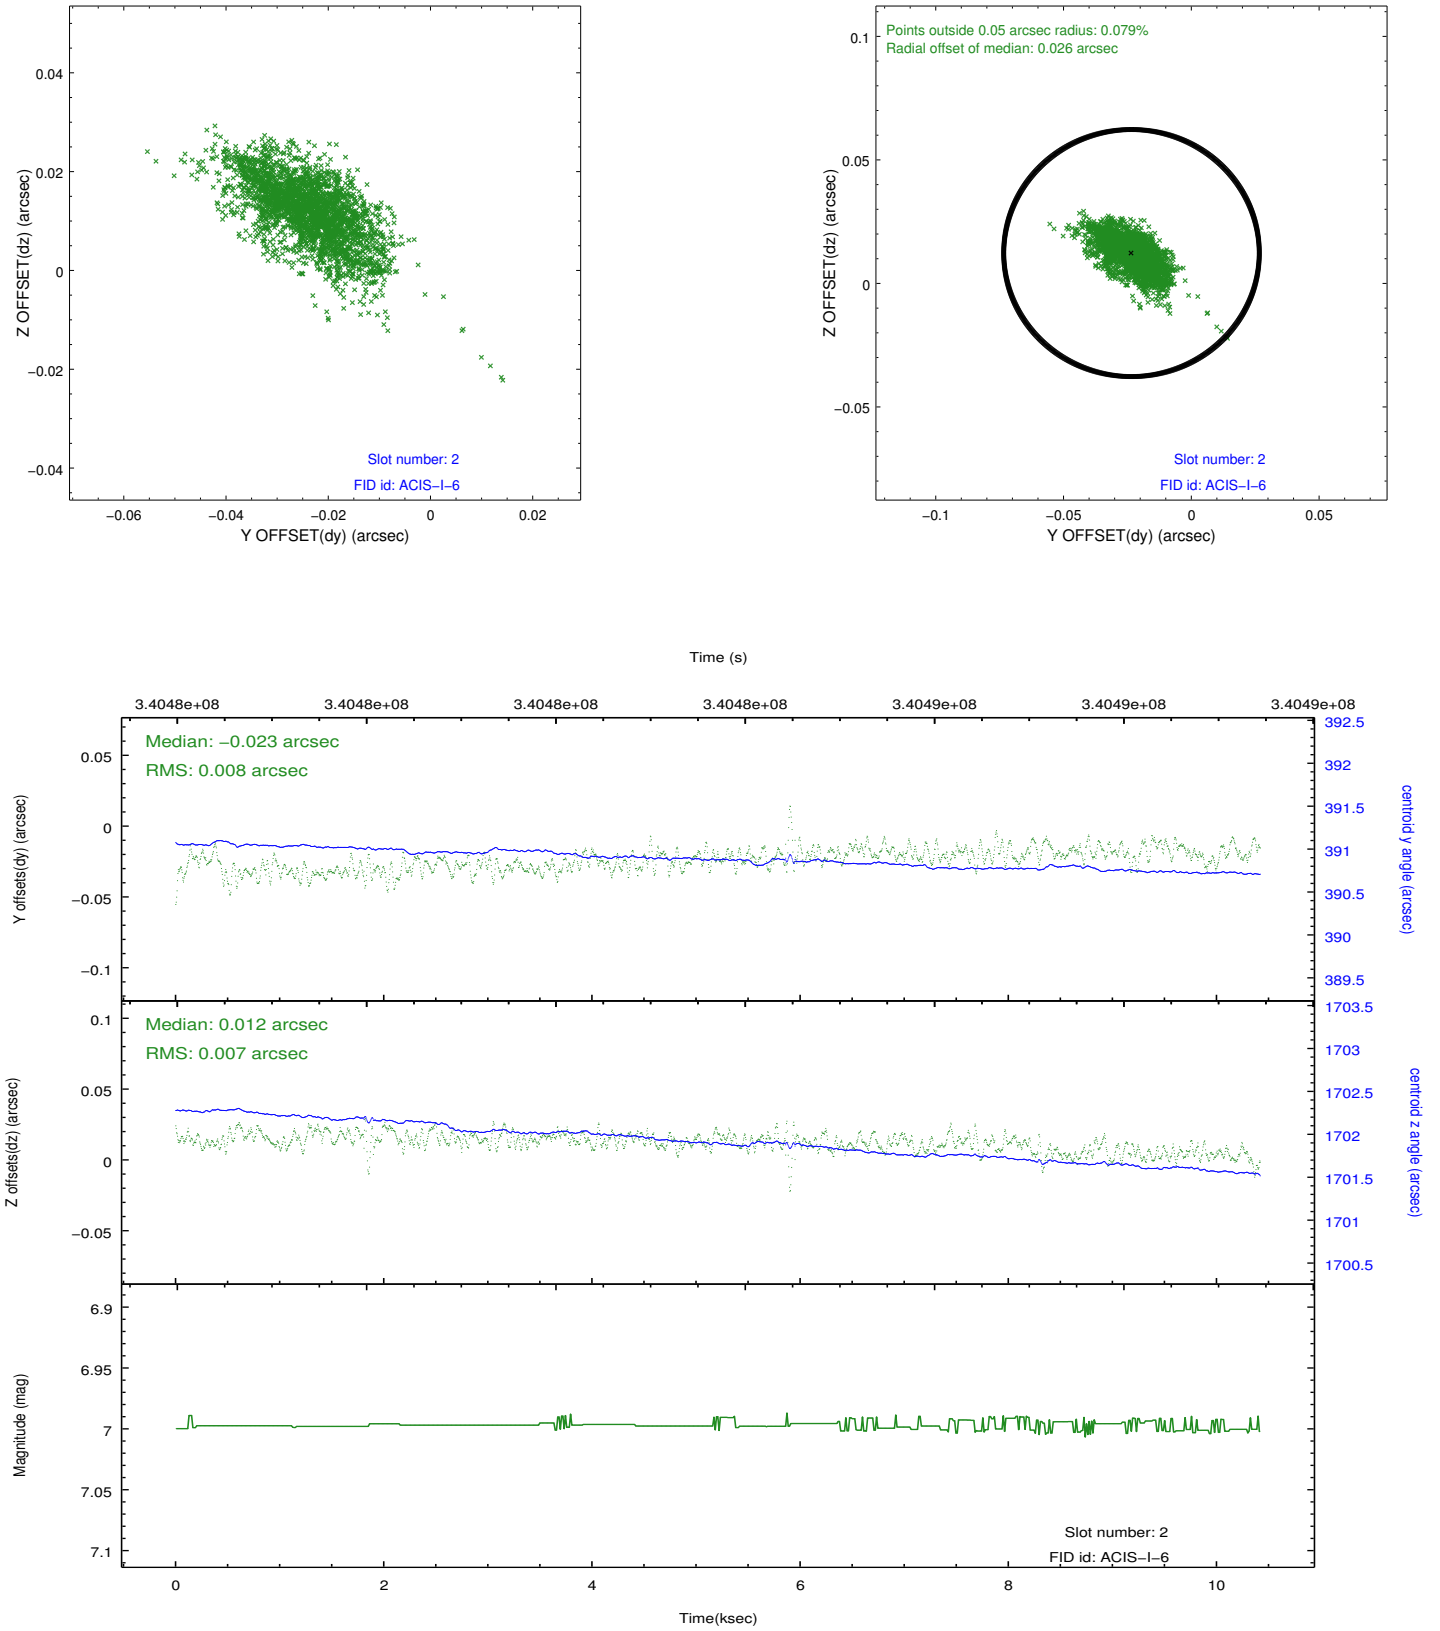 0.04
0.02
0
−0.02
−0.04
Z OFFSET(dz) (arcsec)
Slot number: 2
FID id: ACIS−I−6
−0.06 −0.04 −0.02 0 0.02
Y OFFSET(dy) (arcsec)
Points outside 0.05 arcsec radius: 0.079%
Radial offset of median: 0.026 arcsec
0.1
0.05
0
−0.05
Z OFFSET(dz) (arcsec)
Slot number: 2
FID id: ACIS−I−6
−0.1 −0.05 0 0.05
Y OFFSET(dy) (arcsec)
Time (s)
3.4048e+08 3.4048e+08 3.4048e+08 3.4048e+08 3.4049e+08 3.4049e+08 3.4049e+08
Median: −0.023 arcsec
RMS: 0.008 arcsec
0.05
0
−0.05
−0.1
Y offsets(dy) (arcsec)
392.5
392
391.5
391
390.5
390
389.5
centroid y angle (arcsec)
Median: 0.012 arcsec
RMS: 0.007 arcsec
0.1
0.05
0
−0.05
Z offsets(dz) (arcsec)
1703.5
1703
1702.5
1702
1701.5
1701
1700.5
centroid z angle (arcsec)
6.9
6.95
7
7.05
7.1
Magnitude (mag)
Slot number: 2
FID id: ACIS−I−6
0 2 4 6 8 10
Time(ksec)